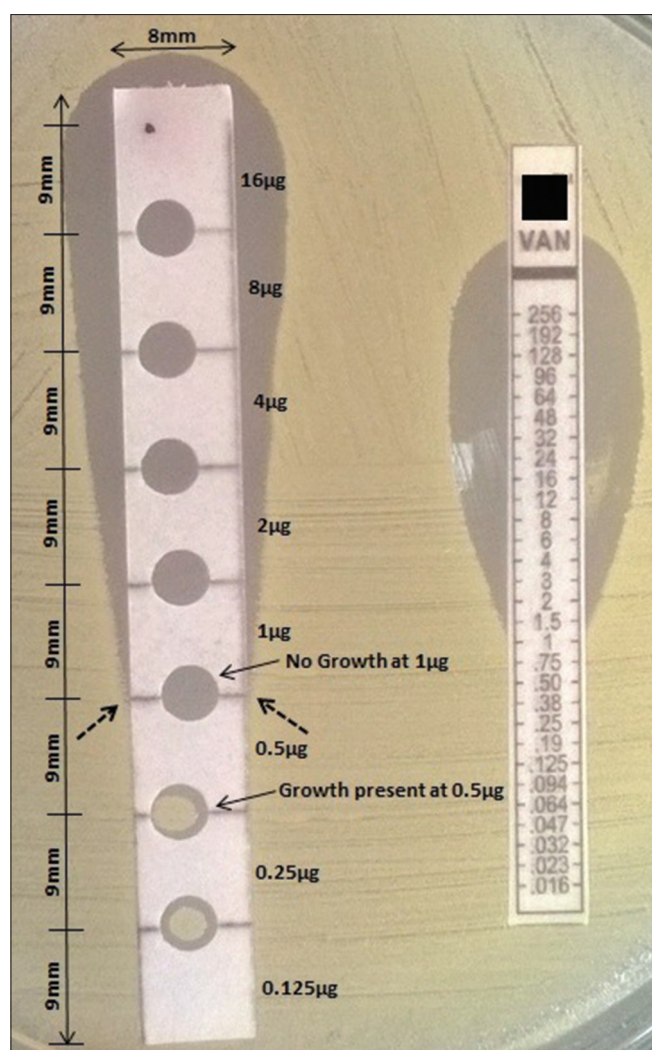 8mm
9mm
16µg
9mm
8µg
9mm
4µg
9mm
2µg
9mm
1µg
No Growth at 1µg
9mm
0.5µg
Growth present at 0.5µg
9mm
0.25µg
9mm
0.125µg
VAN
256
192
128
96
64
48
32
24
16
12
8
6
4
3
2
1.5
1
.75
.50
.38
.25
.19
.125
.094
.064
.047
.032
.023
.016